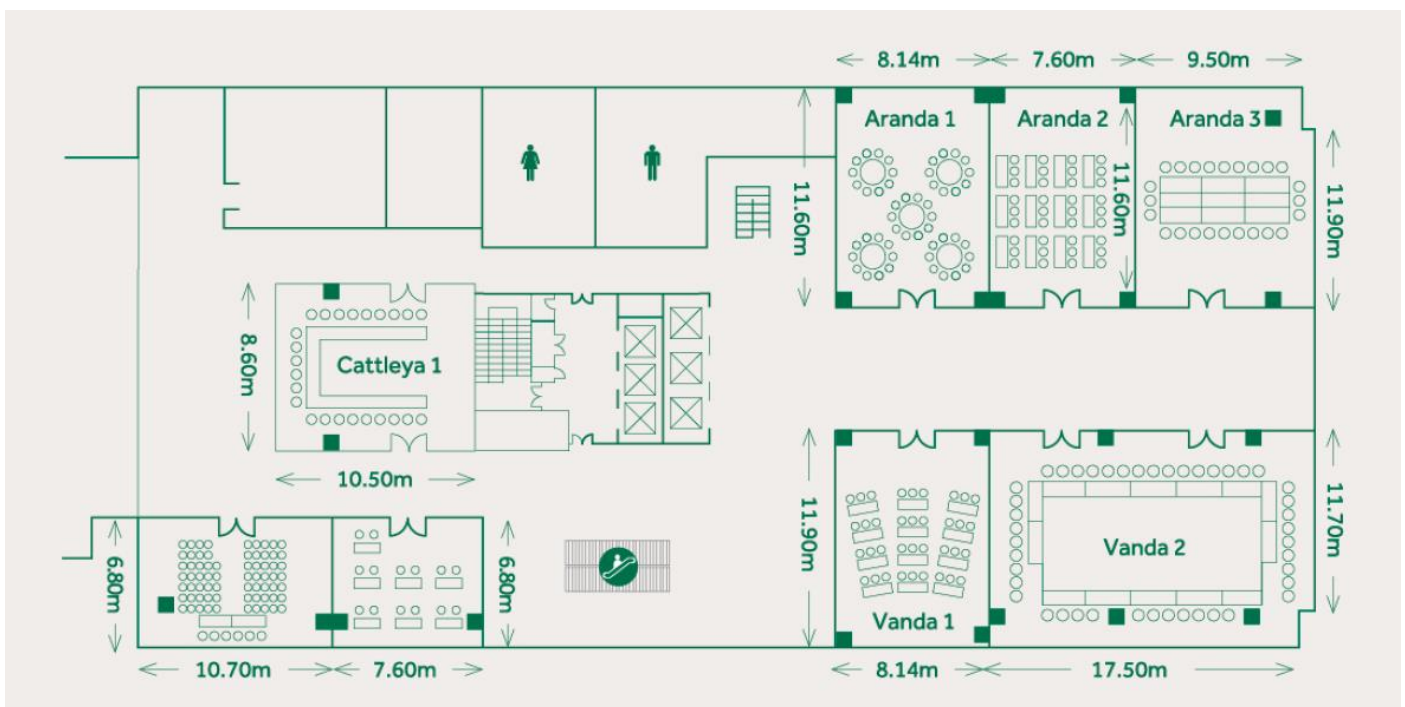 8.14m
7.60m
9.50m
Aranda 1
Aranda 2
Aranda 3
11.60m
11.60m
11.90m
8.60m
Cattleya 1
10.50m
6.80m
6.80m
11.90m
11.70m
Vanda 2
Vanda 1
10.70m
7.60m
8.14m
17.50m